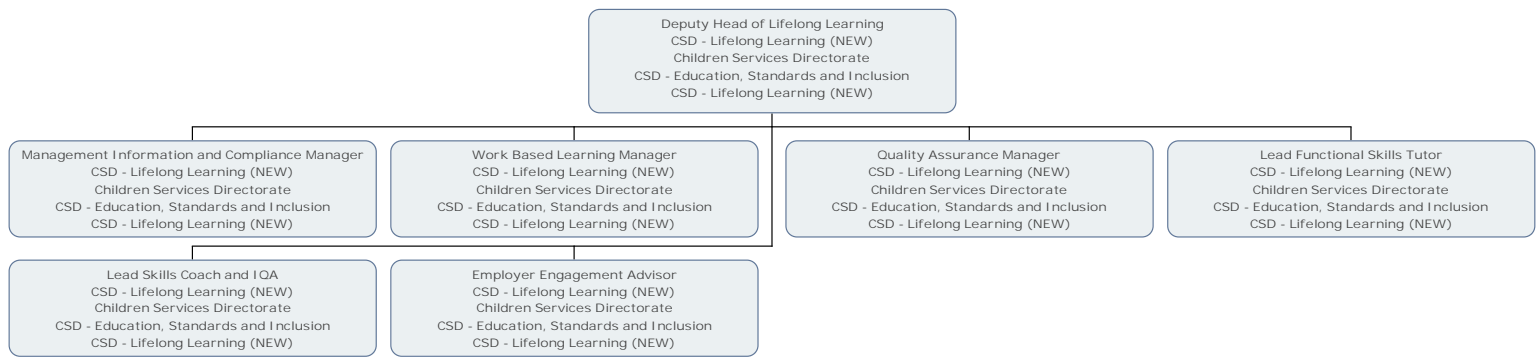 Deputy Head of Lifelong Learning
CSD - Lifelong Learning (NEW)
Children Services Directorate
CSD - Education, Standards and Inclusion
CSD - Lifelong Learning (NEW)
Management Information and Compliance Manager
CSD - Lifelong Learning (NEW)
Children Services Directorate
CSD - Education, Standards and Inclusion
CSD - Lifelong Learning (NEW)
Work Based Learning Manager
CSD - Lifelong Learning (NEW)
Children Services Directorate
CSD - Education, Standards and Inclusion
CSD - Lifelong Learning (NEW)
Quality Assurance Manager
CSD - Lifelong Learning (NEW)
Children Services Directorate
CSD - Education, Standards and Inclusion
CSD - Lifelong Learning (NEW)
Lead Functional Skills Tutor
CSD - Lifelong Learning (NEW)
Children Services Directorate
CSD - Education, Standards and Inclusion
CSD - Lifelong Learning (NEW)
Lead Skills Coach and IQA
CSD - Lifelong Learning (NEW)
Children Services Directorate
CSD - Education, Standards and Inclusion
CSD - Lifelong Learning (NEW)
Employer Engagement Advisor
CSD - Lifelong Learning (NEW)
Children Services Directorate
CSD - Education, Standards and Inclusion
CSD - Lifelong Learning (NEW)